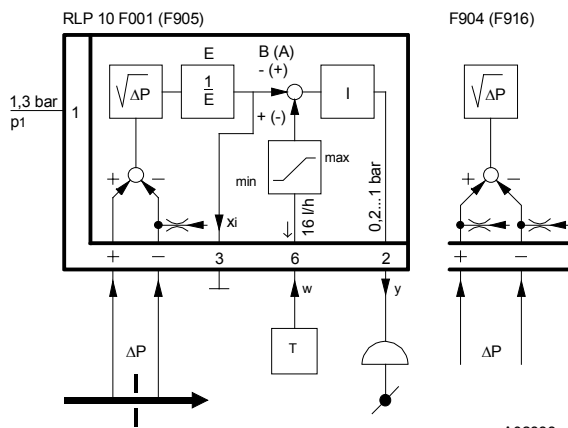 RLP 10 F001 (F905)
F904 (F916)
E
B (A)
- (+)
√ΔP
1
E
I
√ΔP
1,3 bar
p1
1
+ (-)
max
min
+
−
+
−
xi
↓
16 l/h
0,2...1 bar
+
−
3
6
2
+
−
w
y
ΔP
T
ΔP